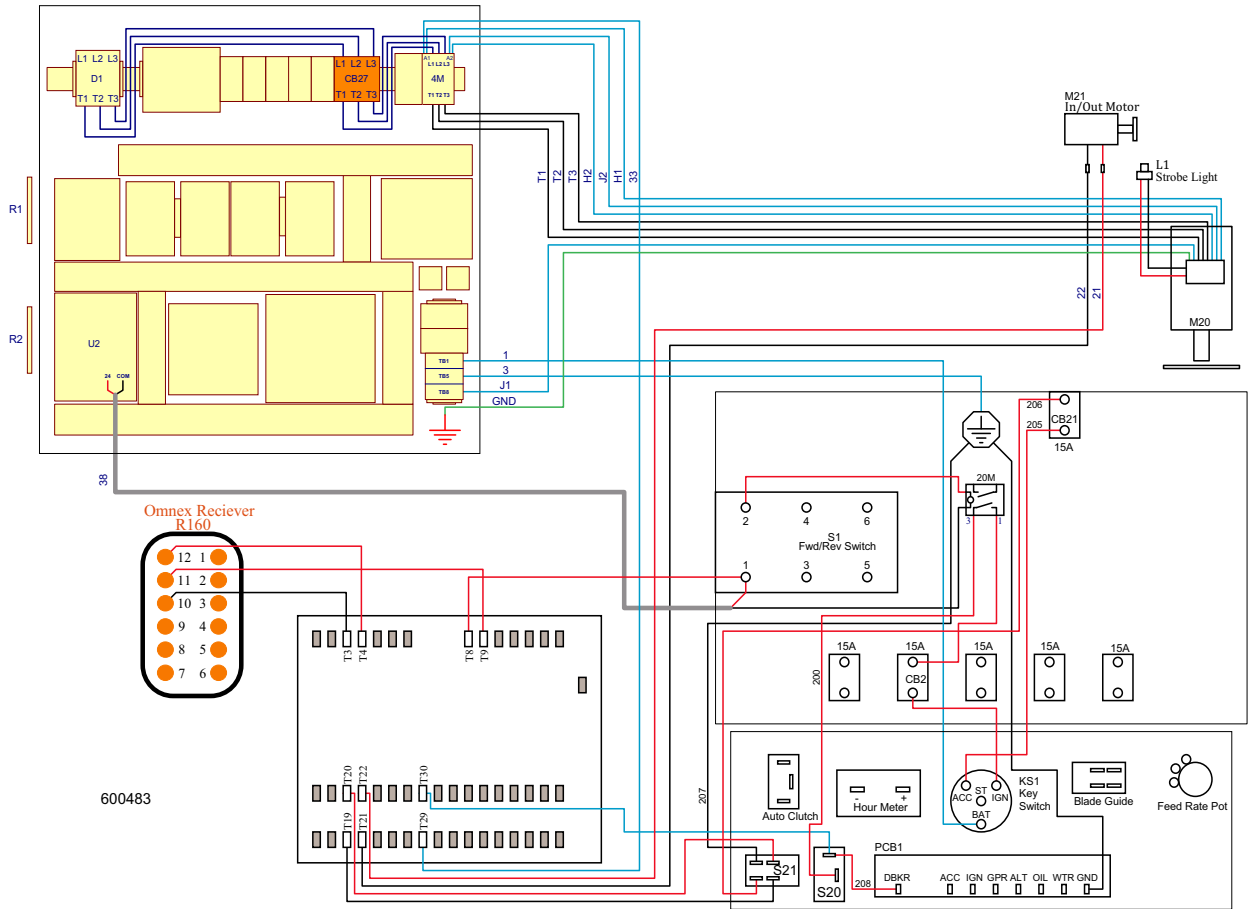 L1 L2 L3
D1
T1 T2 T3
L1 L2 L3
CB27
T1 T2 T3
A1 A2
L1 L2 L3
4M
T1 T2 T3
M21
In/Out Motor
L1
Strobe Light
T1
T2
T3
H2
J2
H1
33
R1
R2
U2
24 COM
TB1
TB5
TB8
1
3
J1
GND
22
21
M20
38
206
CB21
205
15A
20M
3 1
2 4 6
S1
Fwd/Rev Switch
1 3 5
Omnex Reciever
R160
12 1
11 2
10 3
9 4
8 5
7 6
T3
T4
T8
T9
200
15A
15A
CB2
15A
15A
15A
T20
T22
T30
T19
T21
T29
600483
207
Auto Clutch
- +
Hour Meter
ACC ST IGN
BAT
KS1
Key
Switch
Blade Guide
Feed Rate Pot
S21
S20
208
PCB1
DBKR ACC IGN GPR ALT OIL WTR GND